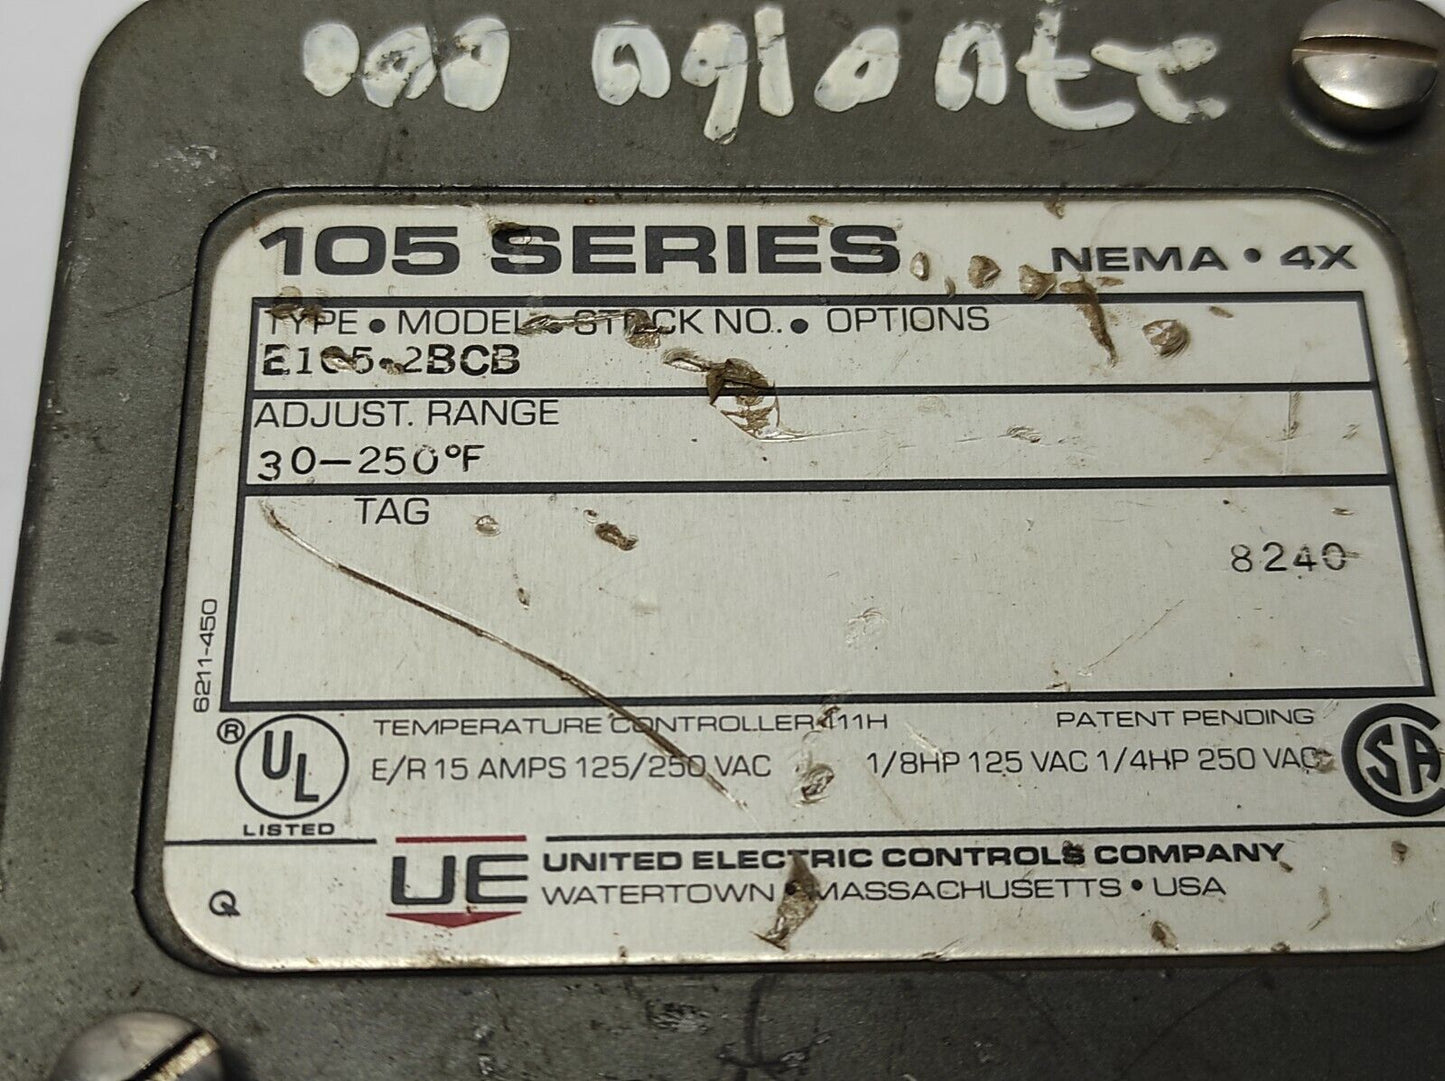 105 SERIES NEMA • 4X
TYPE • MODEL • STOCK NO. • OPTIONS
E105-2BCB
ADJUST. RANGE
30-250°F
TAG
8240
6211-450
UL ® LISTED
TEMPERATURE CONTROLLER 111H PATENT PENDING
E/R 15 AMPS 125/250 VAC 1/8HP 125 VAC 1/4HP 250 VAC
SA
UE UNITED ELECTRIC CONTROLS COMPANY
WATERTOWN • MASSACHUSETTS • USA
Q